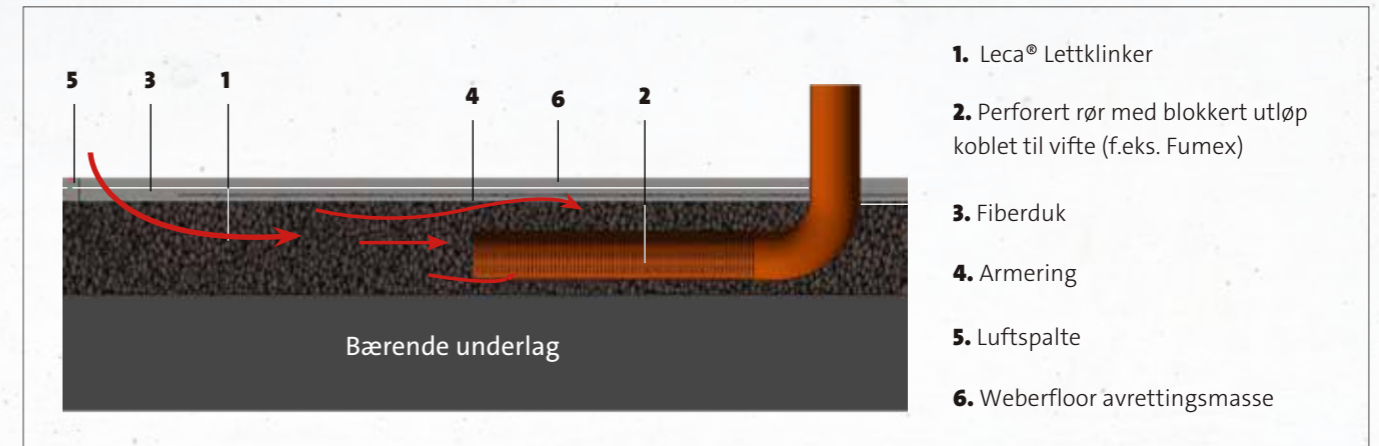 5 3 1 4 6 2
Bærende underlag
1. Leca® Lettklinker
2. Perforert rør med blokkert utløp
koblet til vifte (f.eks. Fumex)
3. Fiberduk
4. Armering
5. Luftspalte
6. Weberfloor avrettingsmasse